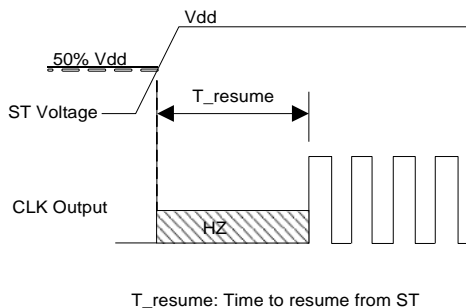 Vdd
50% Vdd
T_resume
ST Voltage
CLK Output
HZ
T_resume: Time to resume from ST